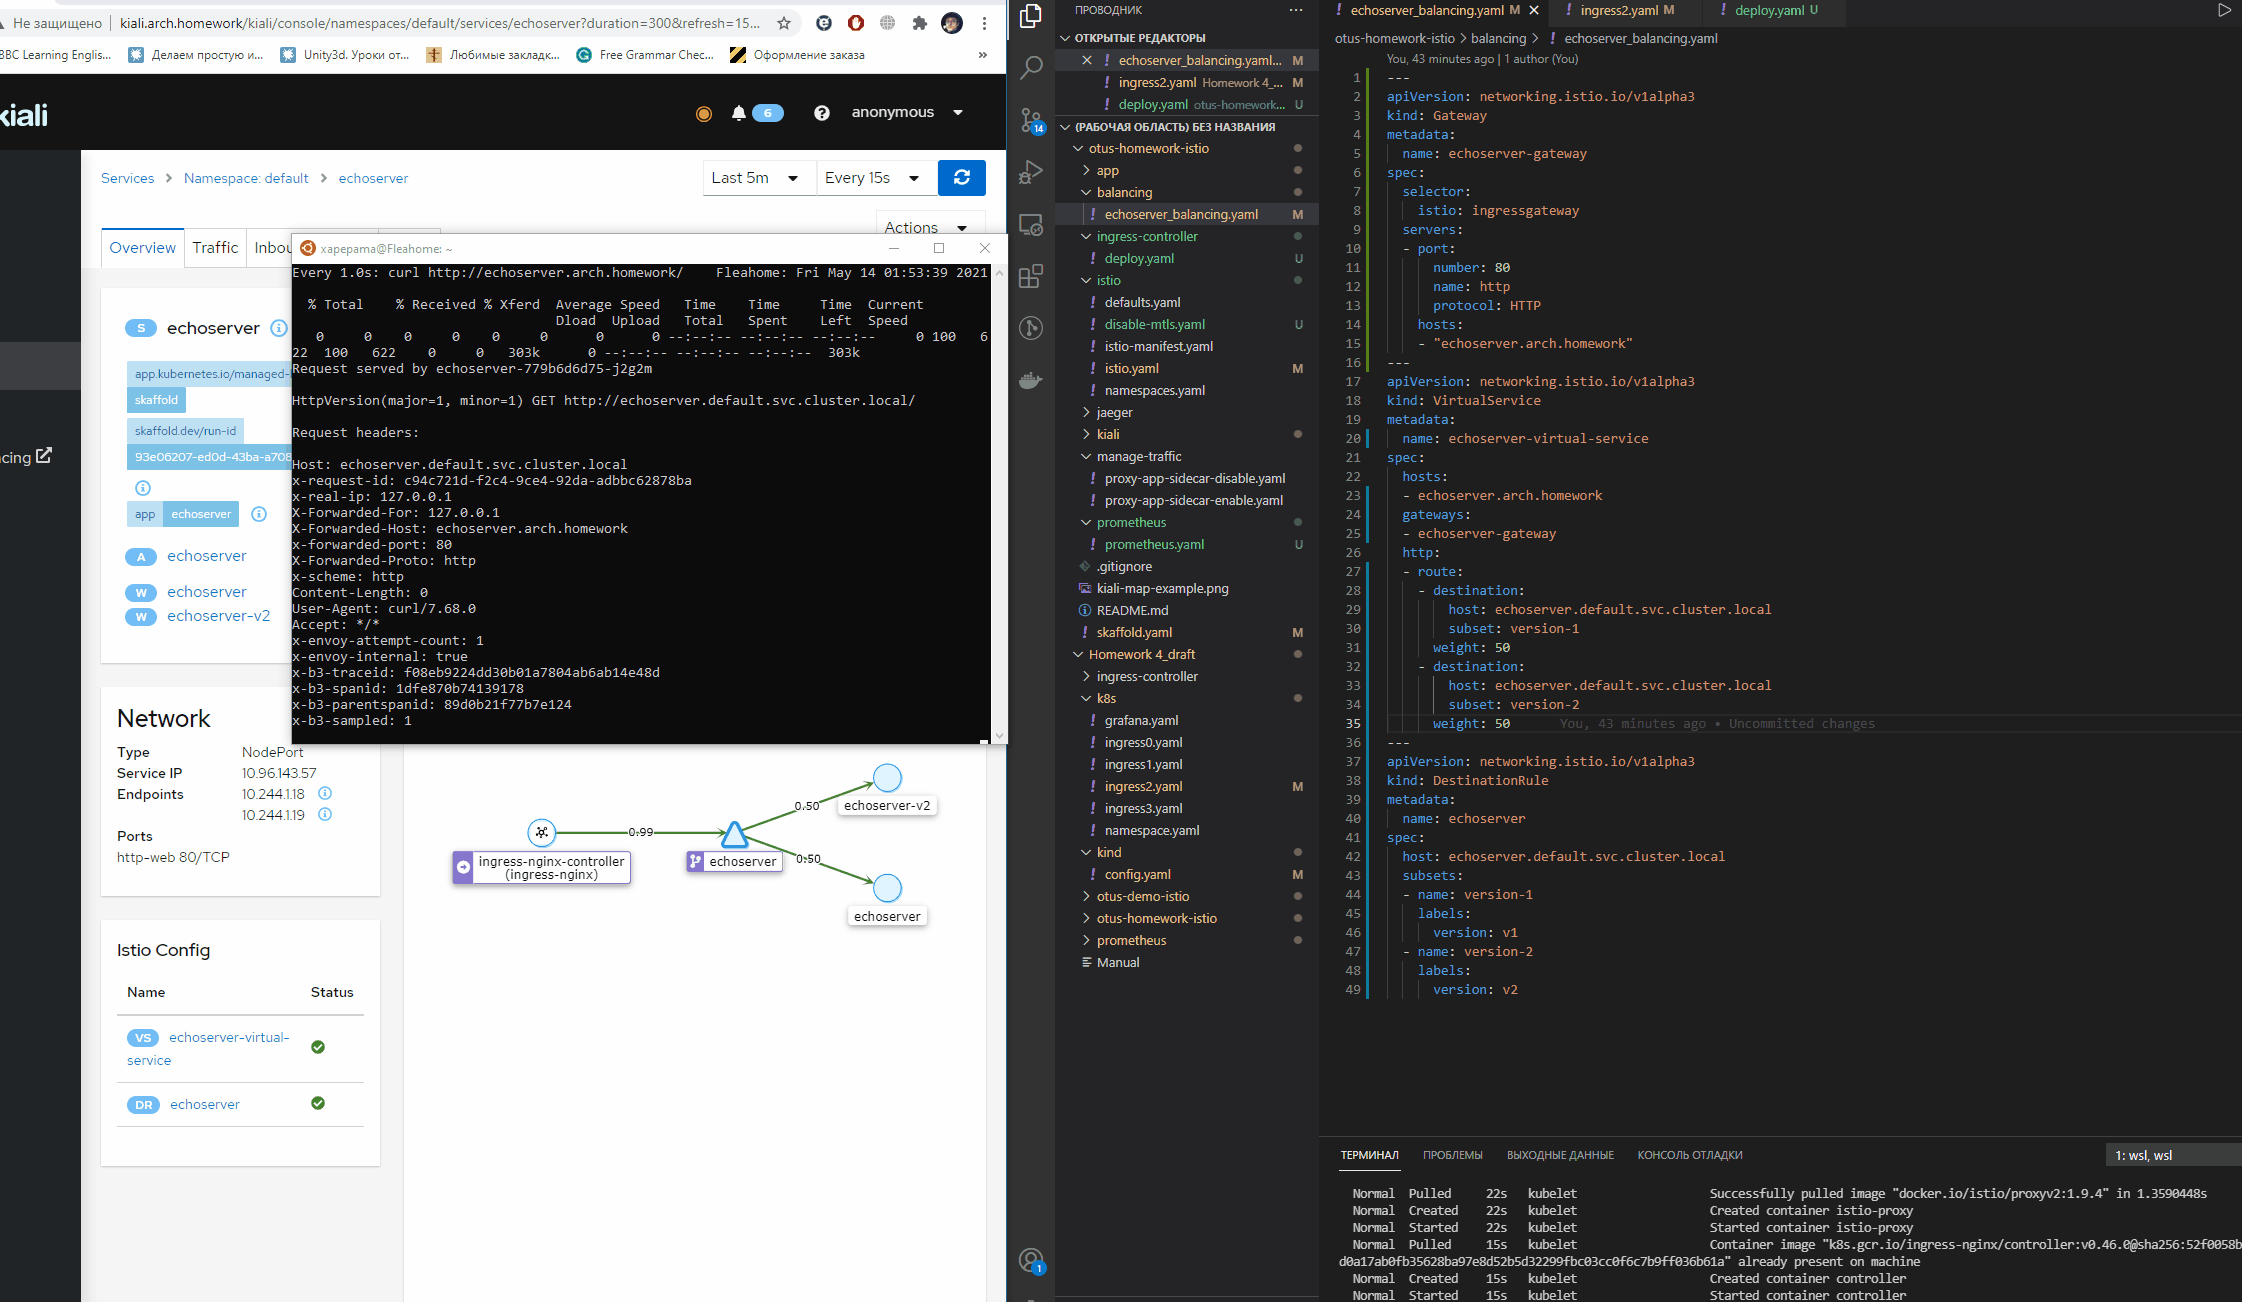 Не защищено | kiali.arch.homework/kiali/console/namespaces/default/services/echoserver?duration=300&refresh=15...
BBC Learning Englis... Делаем простую и... Unity3d. Уроки от... Любимые закладк... Free Grammar Chec... Оформление заказа »
kiali
6 anonymous
Services > Namespace: default > echoserver
Last 5m Every 15s
Actions
Overview Traffic Inbou
S echoserver
app.kubernetes.io/managed-
skaffold
skaffold.dev/run-id
93e06207-ed0d-43ba-a708
app echoserver
A echoserver
W echoserver
W echoserver-v2
ncing
Network
Type NodePort
Service IP 10.96.143.57
Endpoints 10.244.1.18
10.244.1.19
Ports
http-web 80/TCP
Istio Config
Name Status
VS echoserver-virtual-
service
DR echoserver
xapepama@Fleahome: ~
Every 1.0s: curl http://echoserver.arch.homework/    Fleahome: Fri May 14 01:53:39 2021
% Total    % Received % Xferd  Average Speed   Time    Time     Time  Current
Dload  Upload   Total   Spent    Left  Speed
0     0    0     0    0     0      0      0 --:--:-- --:--:-- --:--:--     0 100   6
22  100   622    0     0   303k      0 --:--:-- --:--:-- --:--:--  303k
Request served by echoserver-779b6d6d75-j2g2m
HttpVersion(major=1, minor=1) GET http://echoserver.default.svc.cluster.local/
Request headers:
Host: echoserver.default.svc.cluster.local
x-request-id: c94c721d-f2c4-9ce4-92da-adbbc62878ba
x-real-ip: 127.0.0.1
X-Forwarded-For: 127.0.0.1
X-Forwarded-Host: echoserver.arch.homework
x-forwarded-port: 80
X-Forwarded-Proto: http
x-scheme: http
Content-Length: 0
User-Agent: curl/7.68.0
Accept: */*
x-envoy-attempt-count: 1
x-envoy-internal: true
x-b3-traceid: f08eb9224dd30b01a7804ab6ab14e48d
x-b3-spanid: 1dfe870b74139178
x-b3-parentspanid: 89d0b21f77b7e124
x-b3-sampled: 1
0.50 echoserver-v2
0.99
ingress-nginx-controller
(ingress-nginx)
echoserver
0.50
echoserver
14
1
ПРОВОДНИК ...
ОТКРЫТЫЕ РЕДАКТОРЫ
! echoserver_balancing.yaml... M
! ingress2.yaml Homework 4_... M
! deploy.yaml otus-homework... U
(РАБОЧАЯ ОБЛАСТЬ) БЕЗ НАЗВАНИЯ
otus-homework-istio
app
balancing
! echoserver_balancing.yaml M
ingress-controller
! deploy.yaml U
istio
! defaults.yaml
! disable-mtls.yaml U
! istio-manifest.yaml
! istio.yaml M
! namespaces.yaml
jaeger
kiali
manage-traffic
! proxy-app-sidecar-disable.yaml
! proxy-app-sidecar-enable.yaml
prometheus
! prometheus.yaml U
.gitignore
kiali-map-example.png
README.md
! skaffold.yaml M
Homework 4_draft
ingress-controller
k8s
! grafana.yaml
! ingress0.yaml
! ingress1.yaml
! ingress2.yaml M
! ingress3.yaml
! namespace.yaml
kind
! config.yaml M
otus-demo-istio
otus-homework-istio
prometheus
Manual
! echoserver_balancing.yaml M ! ingress2.yaml M ! deploy.yaml U
otus-homework-istio > balancing > ! echoserver_balancing.yaml
You, 43 minutes ago | 1 author (You)
1 ---
2 apiVersion: networking.istio.io/v1alpha3
3 kind: Gateway
4 metadata:
5 name: echoserver-gateway
6 spec:
7 selector:
8 istio: ingressgateway
9 servers:
10 - port:
11 number: 80
12 name: http
13 protocol: HTTP
14 hosts:
15 - "echoserver.arch.homework"
16 ---
17 apiVersion: networking.istio.io/v1alpha3
18 kind: VirtualService
19 metadata:
20 name: echoserver-virtual-service
21 spec:
22 hosts:
23 - echoserver.arch.homework
24 gateways:
25 - echoserver-gateway
26 http:
27 - route:
28 - destination:
29 host: echoserver.default.svc.cluster.local
30 subset: version-1
31 weight: 50
32 - destination:
33 host: echoserver.default.svc.cluster.local
34 subset: version-2
35 weight: 50 You, 43 minutes ago • Uncommitted changes
36 ---
37 apiVersion: networking.istio.io/v1alpha3
38 kind: DestinationRule
39 metadata:
40 name: echoserver
41 spec:
42 host: echoserver.default.svc.cluster.local
43 subsets:
44 - name: version-1
45 labels:
46 version: v1
47 - name: version-2
48 labels:
49 version: v2
ТЕРМИНАЛ ПРОБЛЕМЫ ВЫХОДНЫЕ ДАННЫЕ КОНСОЛЬ ОТЛАДКИ 1: wsl, wsl
Normal Pulled 22s kubelet Successfully pulled image "docker.io/istio/proxyv2:1.9.4" in 1.3590448s
Normal Created 22s kubelet Created container istio-proxy
Normal Started 22s kubelet Started container istio-proxy
Normal Pulled 15s kubelet Container image "k8s.gcr.io/ingress-nginx/controller:v0.46.0@sha256:52f0058b
d0a17ab0fb35628ba97e8d52b5d32299fbc03cc0f6c7b9ff036b61a" already present on machine
Normal Created 15s kubelet Created container controller
Normal Started 15s kubelet Started container controller